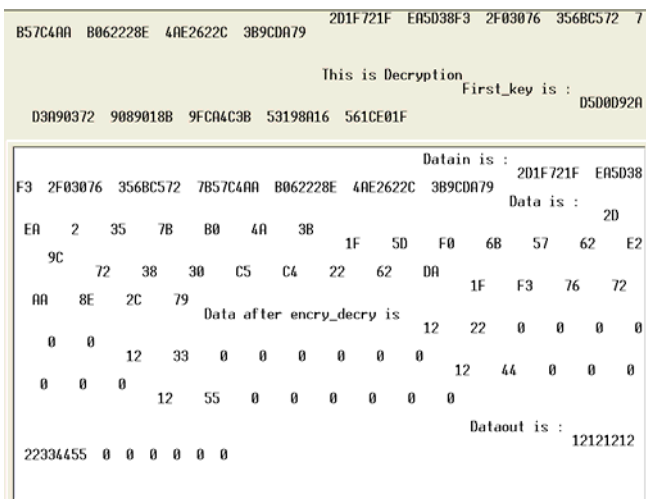 2D1F721F EA5D38F3 2F03076 356BC572 7
B57C4AA B062228E 4AE2622C 3B9CDA79
This is Decryption
First_key is :
D5D0D92A
D3A90372 9089018B 9FCA4C3B 53198A16 561CE01F
Datain is :
2D1F721F EA5D38
F3 2F03076 356BC572 7B57C4AA B062228E 4AE2622C 3B9CDA79
Data is :
2D
EA 2 35 7B B0 4A 3B
1F 5D F0 6B 57 62 E2
9C
72 38 30 C5 C4 22 62 DA
1F F3 76 72
AA 8E 2C 79
Data after encry_decry is
12 22 0 0 0 0
0 0
12 33 0 0 0 0 0 0
12 44 0 0 0
0 0 0
12 55 0 0 0 0 0 0
Dataout is :
12121212
22334455 0 0 0 0 0 0